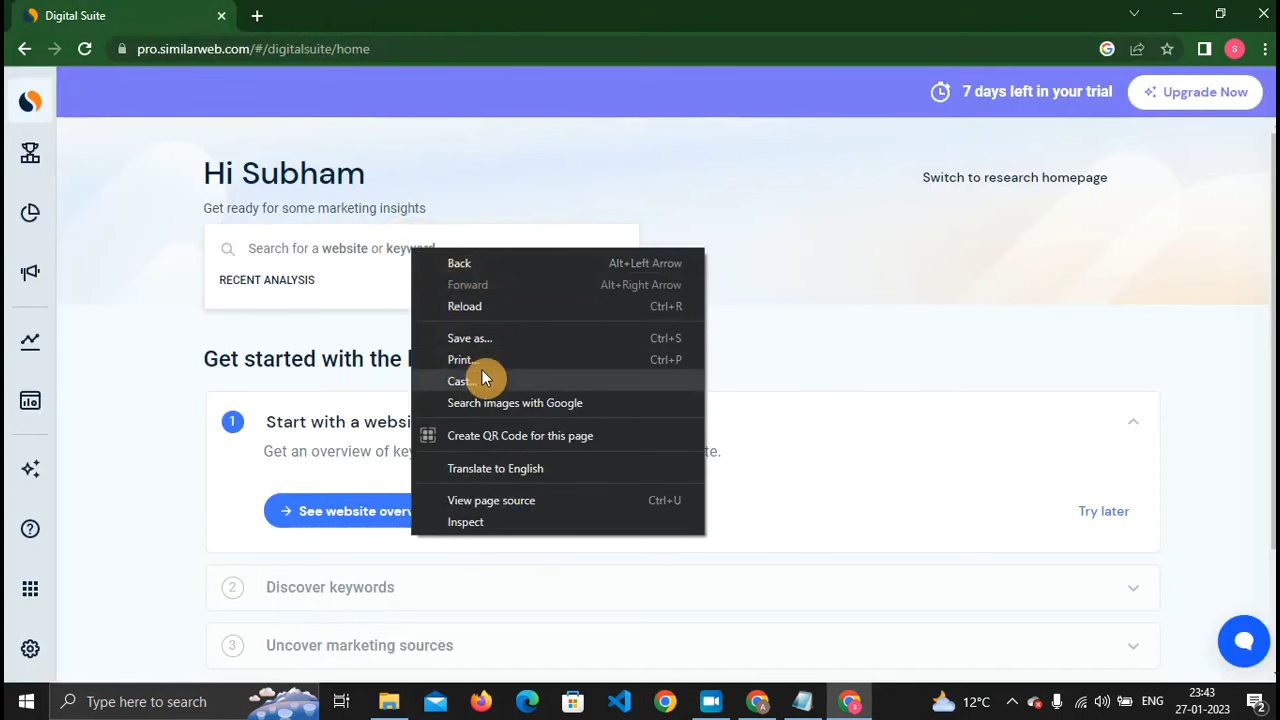 Digital Suite
pro.similarweb.com/#/digitalsuite/home
S
7 days left in your trial
Upgrade Now
Hi Subham
Switch to research homepage
Get ready for some marketing insights
Search for a website or keyword
RECENT ANALYSIS
Back Alt+Left Arrow
Forward Alt+Right Arrow
Reload Ctrl+R
Save as... Ctrl+S
Print... Ctrl+P
Cast...
Search images with Google
Create QR Code for this page
Translate to English
View page source Ctrl+U
Inspect
Get started with the
1 Start with a websi
Get an overview of ke te.
See website overv
Try later
2 Discover keywords
3 Uncover marketing sources
Type here to search
12°C
ENG
23:43
27-01-2023
2